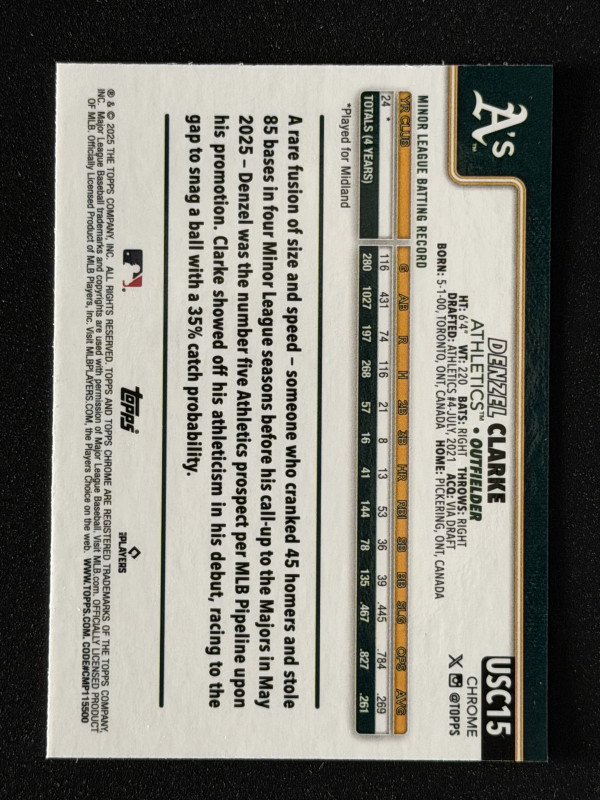 A's™
USC15
CHROME
X @TOPPS
DENZEL CLARKE
ATHLETICS™ • OUTFIELDER
HT: 6'4" WT: 220 BATS: RIGHT THROWS: RIGHT
DRAFTED: ATHLETICS #4-JULY, 2021 ACQ: VIA DRAFT
BORN: 5-1-00, TORONTO, ONT, CANADA HOME: PICKERING, ONT, CANADA
MINOR LEAGUE BATTING RECORD
YR CLUB G AB R H 2B 3B HR RBI SB BB SLG OPS AVG
24 * 116 431 74 116 21 8 13 53 36 39 .445 .784 .269
TOTALS (4 YEARS) 280 1027 197 268 57 16 41 144 78 135 .467 .827 .261
*Played for Midland
A rare fusion of size and speed – someone who cranked 45 homers and stole
85 bases in four Minor League seasons before his call-up to the Majors in May
2025 – Denzel was the number five Athletics prospect per MLB Pipeline upon
his promotion. Clarke showed off his athleticism in his debut, racing to the
gap to snag a ball with a 35% catch probability.
TOPPS
PLAYERS
® & © 2025 THE TOPPS COMPANY, INC. ALL RIGHTS RESERVED. TOPPS AND TOPPS CHROME ARE REGISTERED TRADEMARKS OF THE TOPPS COMPANY,
INC. Major League Baseball trademarks and copyrights are used with permission of Major League Baseball. Visit MLB.com. OFFICIALLY LICENSED PRODUCT
OF MLB. Officially Licensed Product of MLB Players, Inc. Visit MLBPLAYERS.COM, the Players Choice on the web. WWW.TOPPS.COM. CODE#CMP115500